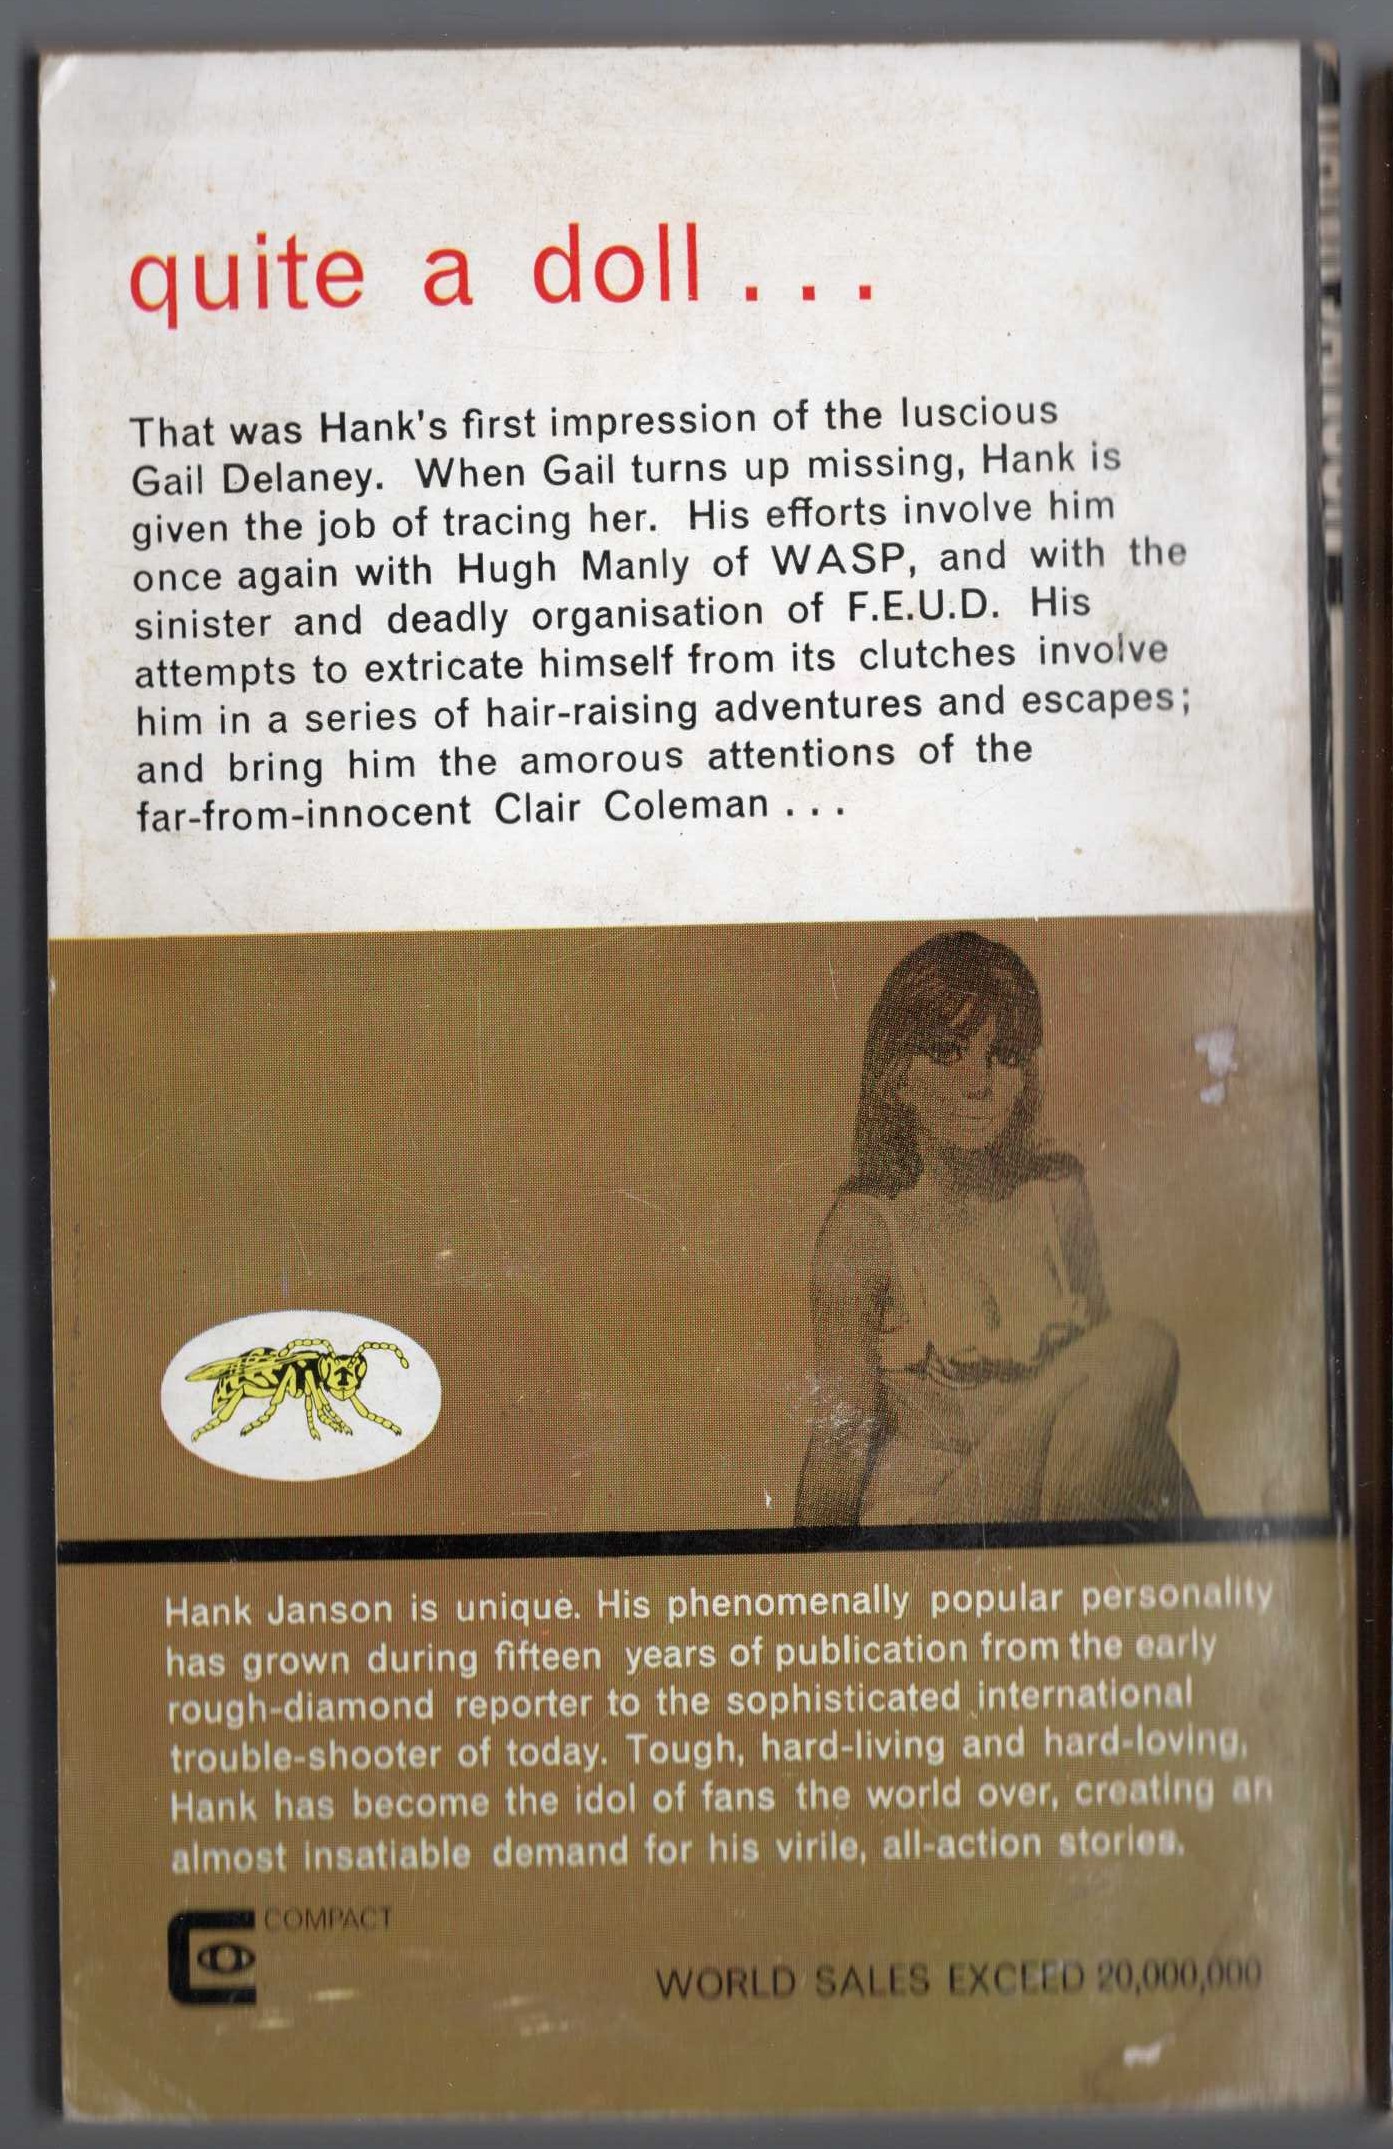 quite a doll . . .
That was Hank's first impression of the luscious
Gail Delaney. When Gail turns up missing, Hank is
given the job of tracing her. His efforts involve him
once again with Hugh Manly of WASP, and with the
sinister and deadly organisation of F.E.U.D. His
attempts to extricate himself from its clutches involve
him in a series of hair-raising adventures and escapes;
and bring him the amorous attentions of the
far-from-innocent Clair Coleman . . .
Hank Janson is unique. His phenomenally popular personality
has grown during fifteen years of publication from the early
rough-diamond reporter to the sophisticated international
trouble-shooter of today. Tough, hard-living and hard-loving,
Hank has become the idol of fans the world over, creating an
almost insatiable demand for his virile, all-action stories.
COMPACT
WORLD SALES EXCEED 20,000,000